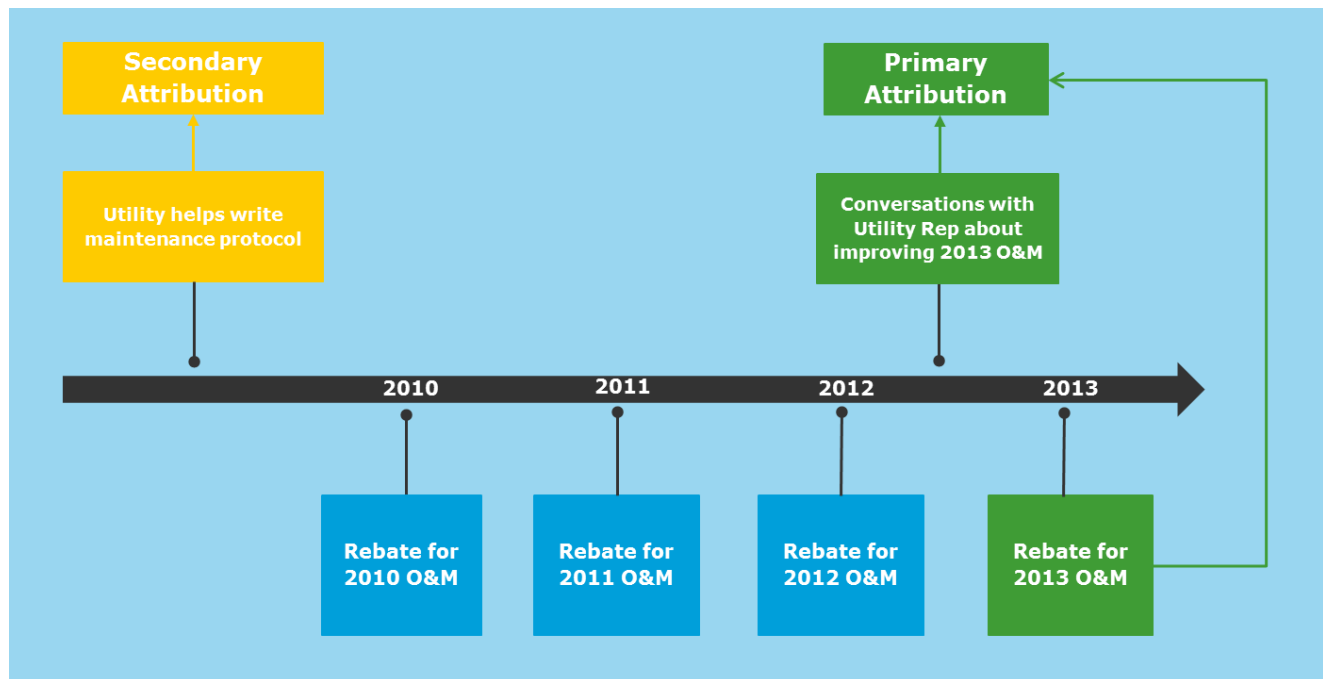 Secondary
Attribution
Primary
Attribution
Utility helps write
maintenance protocol
Conversations with
Utility Rep about
improving 2013 O&M
2010
2011
2012
2013
Rebate for
2010 O&M
Rebate for
2011 O&M
Rebate for
2012 O&M
Rebate for
2013 O&M